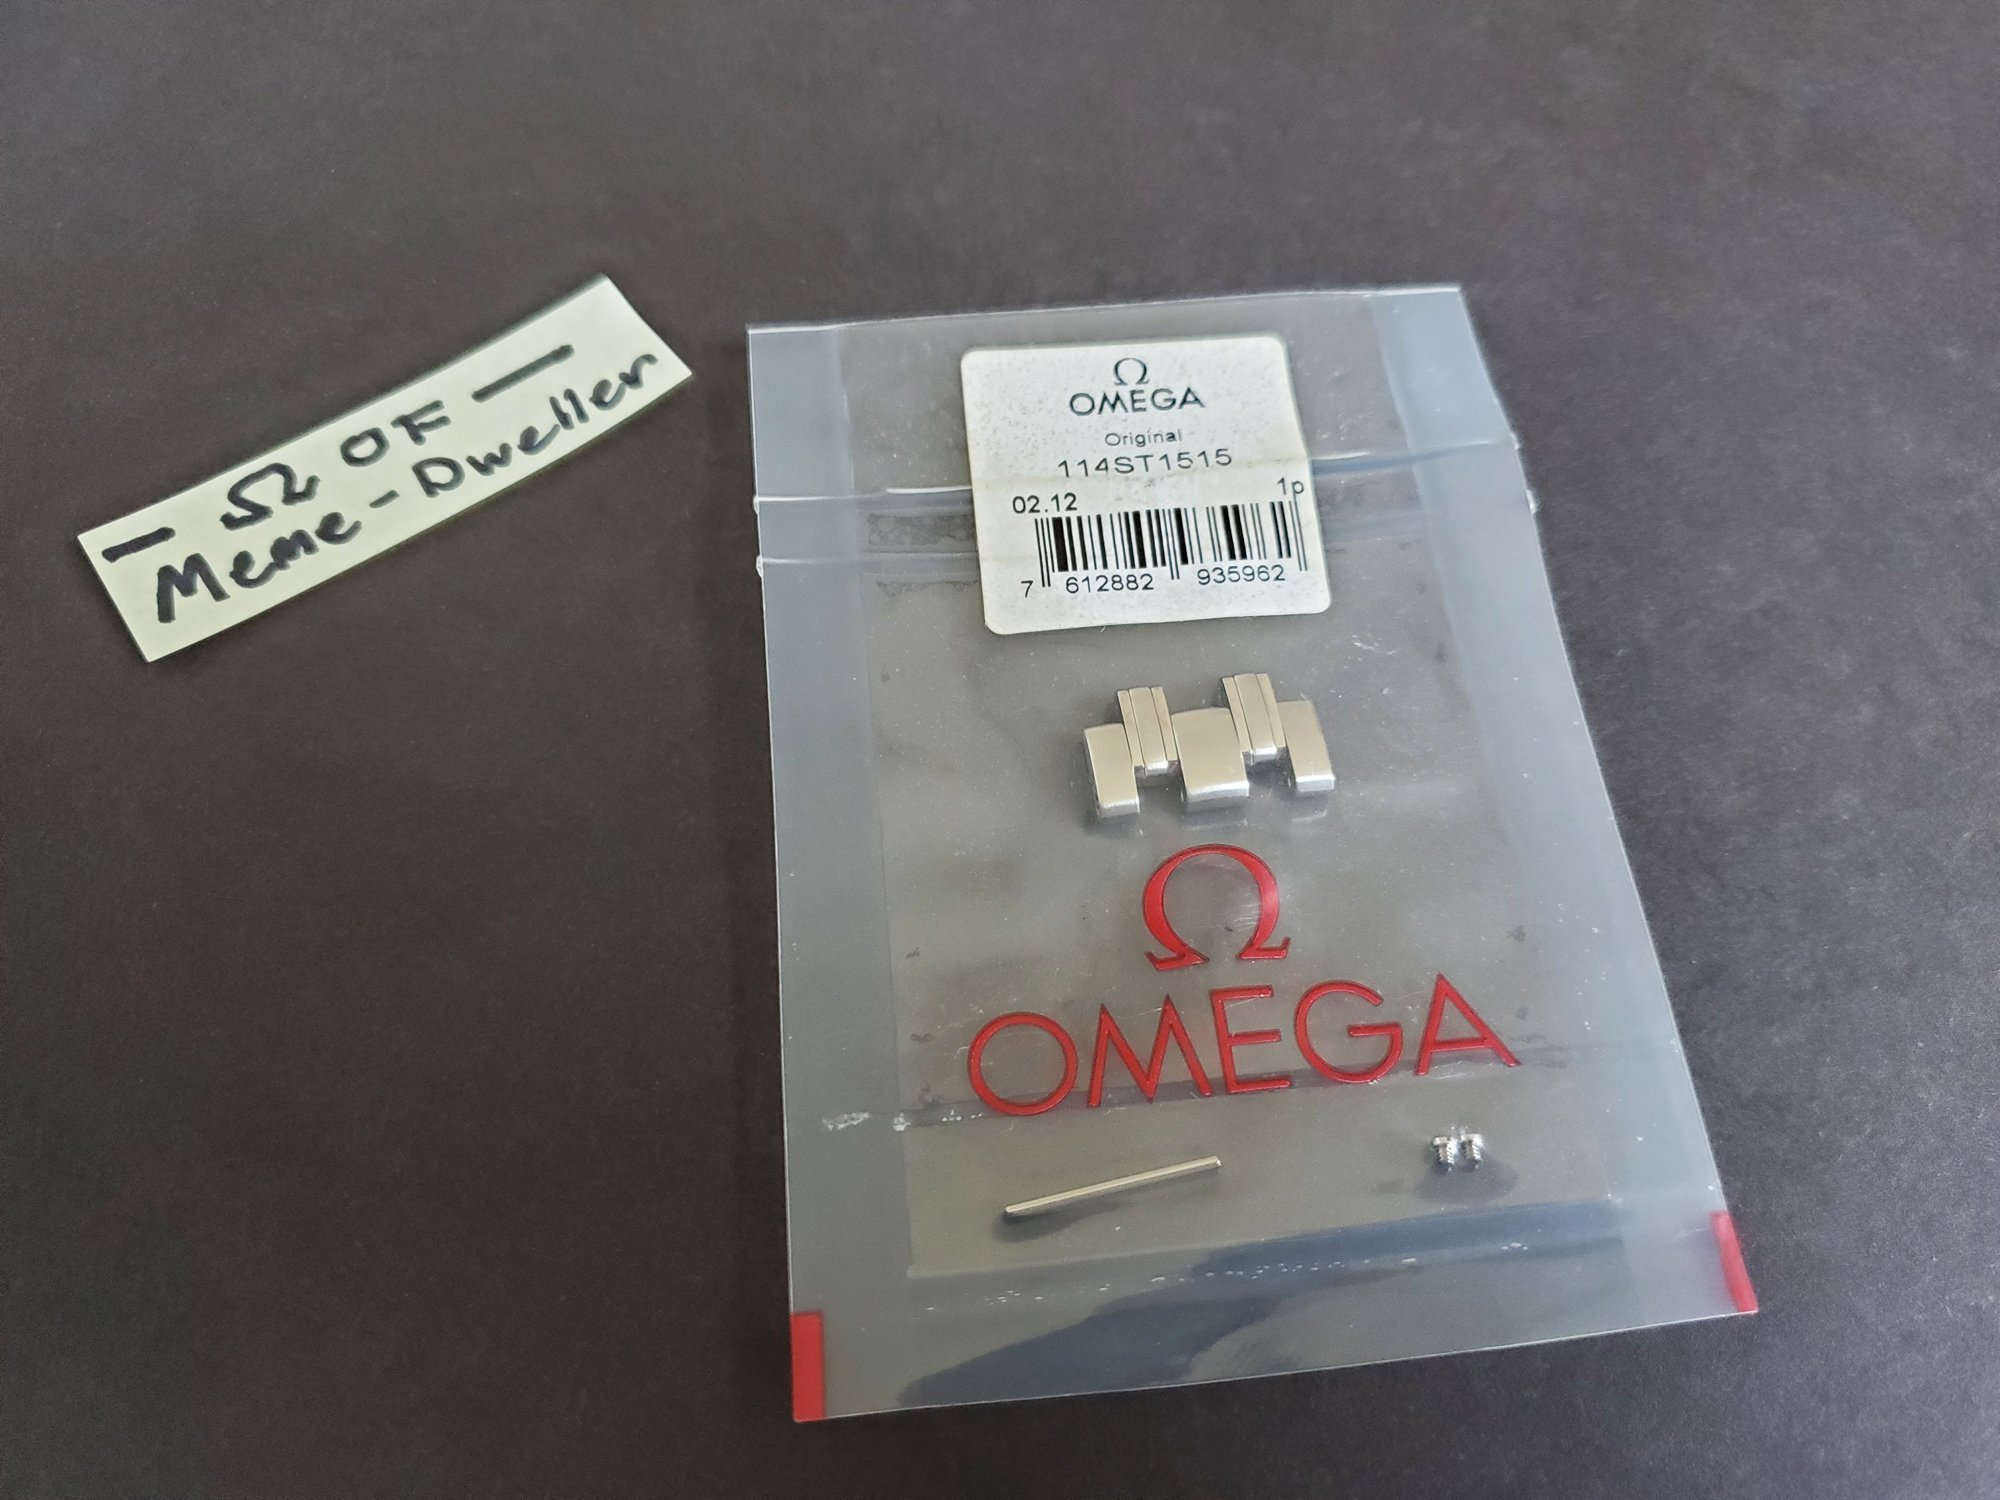 - Ω OF -
Meme-Dweller
Ω
OMEGA
Original
114ST1515
02.12 1p
7 612882 935962
Ω
OMEGA